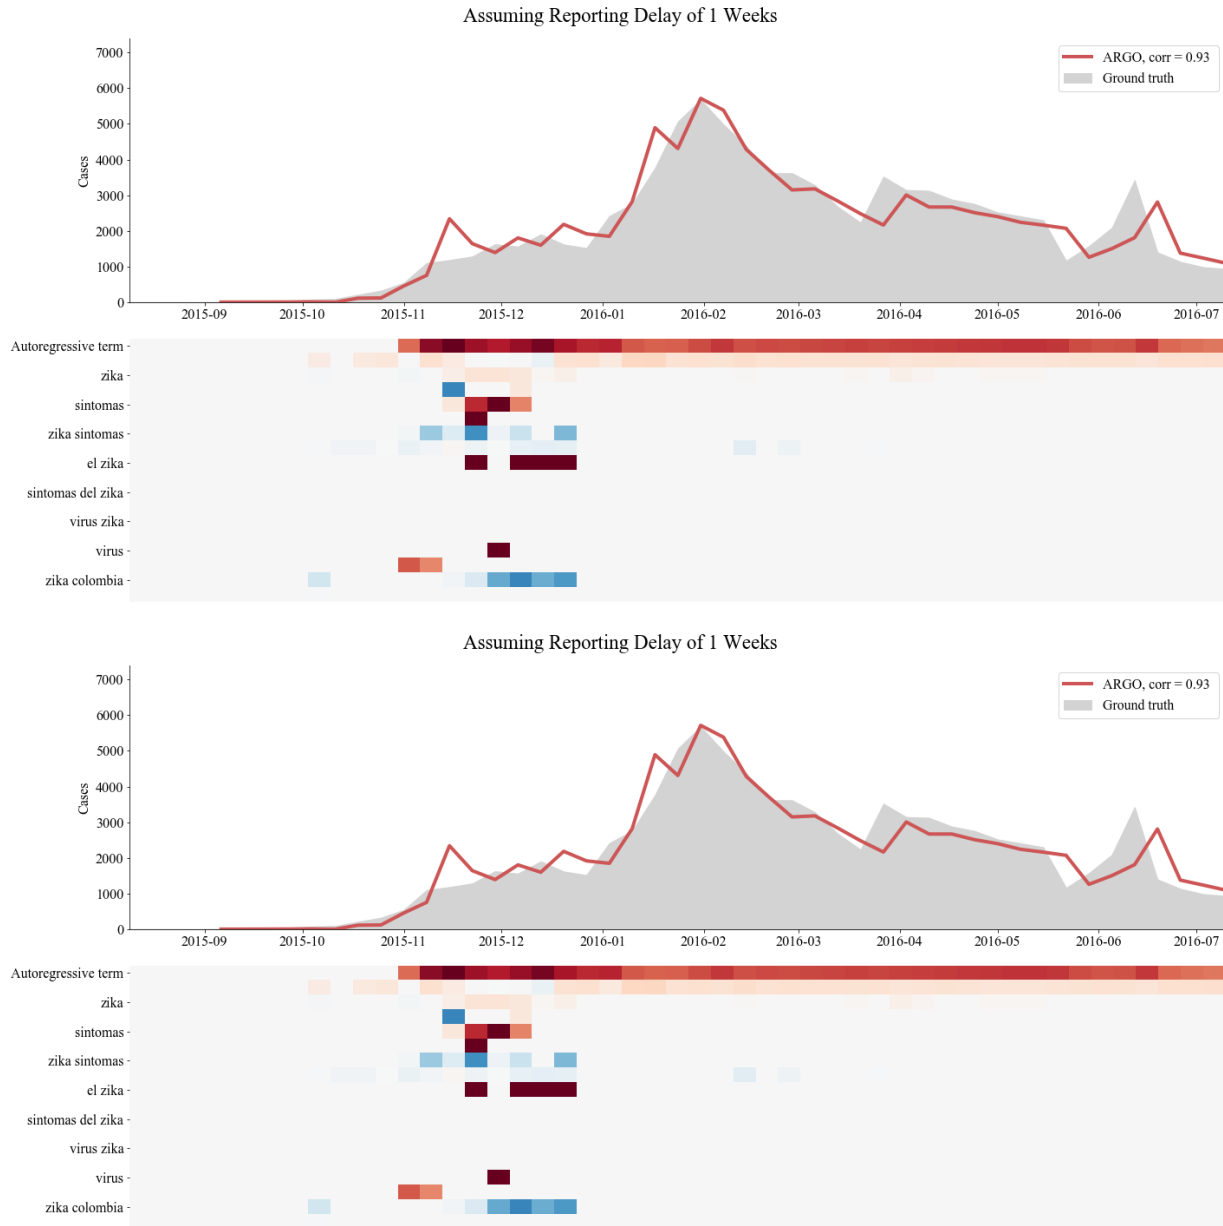 Assuming Reporting Delay of 1 Weeks
7000
6000
5000
4000
3000
2000
1000
0
Cases
ARGO, corr = 0.93
Ground truth
2015-09 2015-10 2015-11 2015-12 2016-01 2016-02 2016-03 2016-04 2016-05 2016-06 2016-07
Autoregressive term
zika
sintomas
zika sintomas
el zika
sintomas del zika
virus zika
virus
zika colombia
Assuming Reporting Delay of 1 Weeks
7000
6000
5000
4000
3000
2000
1000
0
Cases
ARGO, corr = 0.93
Ground truth
2015-09 2015-10 2015-11 2015-12 2016-01 2016-02 2016-03 2016-04 2016-05 2016-06 2016-07
Autoregressive term
zika
sintomas
zika sintomas
el zika
sintomas del zika
virus zika
virus
zika colombia